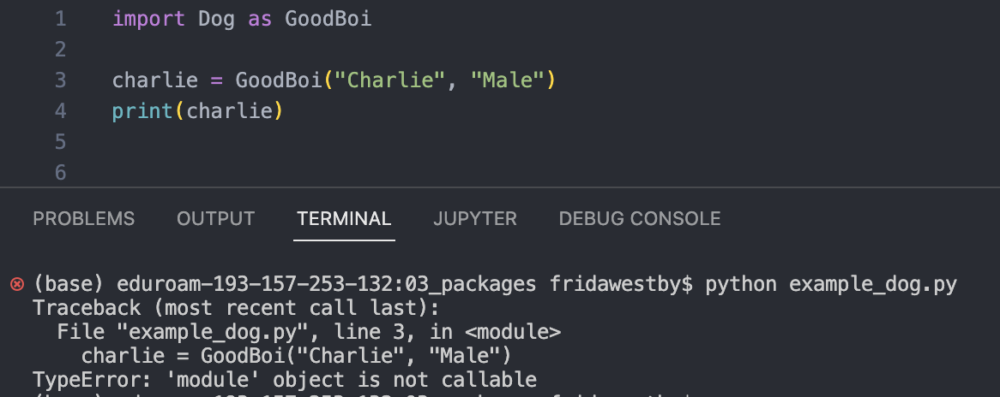 1 import Dog as GoodBoi
2
3 charlie = GoodBoi("Charlie", "Male")
4 print(charlie)
5
6
PROBLEMS OUTPUT TERMINAL JUPYTER DEBUG CONSOLE
(base) eduroam-193-157-253-132:03_packages fridawestby$ python example_dog.py
Traceback (most recent call last):
  File "example_dog.py", line 3, in <module>
    charlie = GoodBoi("Charlie", "Male")
TypeError: 'module' object is not callable